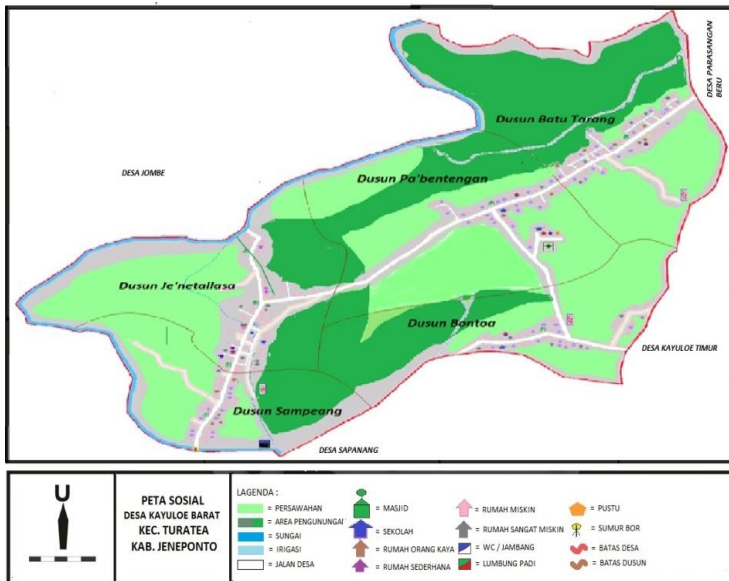 DESA PARASANGAN
BERU
Dusun Batu Tarang
DESA JOMBE
Dusun Pa'bentengan
Dusun Je'netallasa
Dusun Bontoa
DESA KAYULOE TIMUR
Dusun Sampeang
DESA SAPANANG
U
PETA SOSIAL
DESA KAYULOE BARAT
KEC. TURATEA
KAB. JENEPONTO
LAGENDA :
= PERSAWAHAN
= AREA PENGUNUNGAN
= SUNGAI
= IRIGASI
= JALAN DESA
= MASJID
= SEKOLAH
= RUMAH ORANG KAYA
= RUMAH SEDERHANA
= RUMAH MISKIN
= RUMAH SANGAT MISKIN
= WC / JAMBANG
= LUMBUNG PADI
= PUSTU
= SUMUR BOR
= BATAS DESA
= BATAS DUSUN